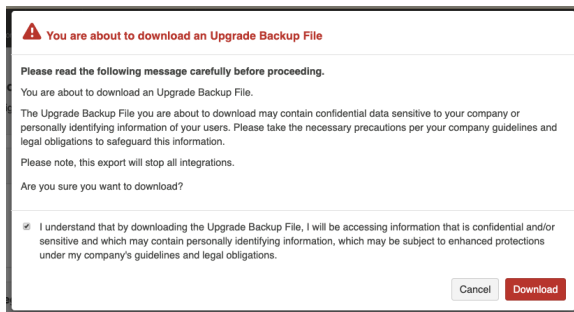 You are about to download an Upgrade Backup File
Please read the following message carefully before proceeding.
You are about to download an Upgrade Backup File.
The Upgrade Backup File you are about to download may contain confidential data sensitive to your company or
personally identifying information of your users. Please take the necessary precautions per your company guidelines and
legal obligations to safeguard this information.
Please note, this export will stop all integrations.
Are you sure you want to download?
I understand that by downloading the Upgrade Backup File, I will be accessing information that is confidential and/or
sensitive and which may contain personally identifying information, which may be subject to enhanced protections
under my company's guidelines and legal obligations.
Cancel Download